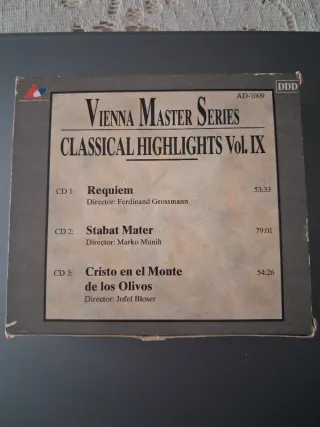 AD-1009
DDD
VIENNA MASTER SERIES
CLASSICAL HIGHLIGHTS Vol. IX
CD 1: Requiem 53:33
Director: Ferdinand Grossmann
CD 2: Stabat Mater 79:01
Director: Marko Munih
CD 3: Cristo en el Monte 54:26
de los Olivos
Director: Jofef Bloser